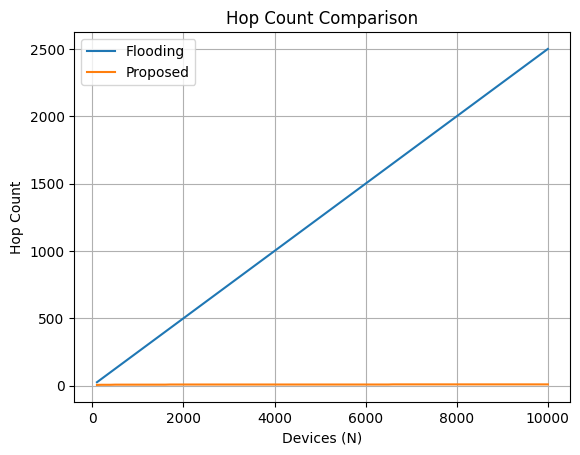 Hop Count Comparison
Flooding
Proposed
Hop Count
2500
2000
1500
1000
500
0
0 2000 4000 6000 8000 10000
Devices (N)